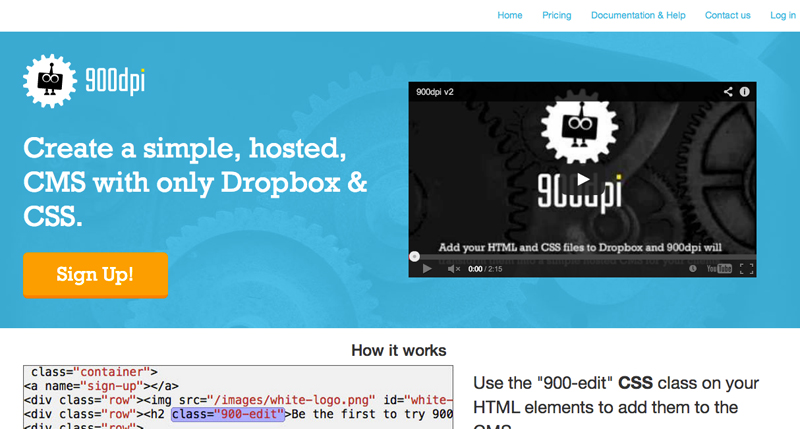 Home Pricing Documentation & Help Contact us Log in
900dpi
Create a simple, hosted,
CMS with only Dropbox &
CSS.
Sign Up!
900dpi v2
900dpi
Add your HTML and CSS files to Dropbox and 900dpi will
0:00 / 2:15
YouTube
How it works
class="container">
<a name="sign-up"></a>
<div class="row"><img src="/images/white-logo.png" id="white-
<div class="row"><h2 class="900-edit">Be the first to try 900
<div class="row">
Use the "900-edit" CSS class on your
HTML elements to add them to the
CMS